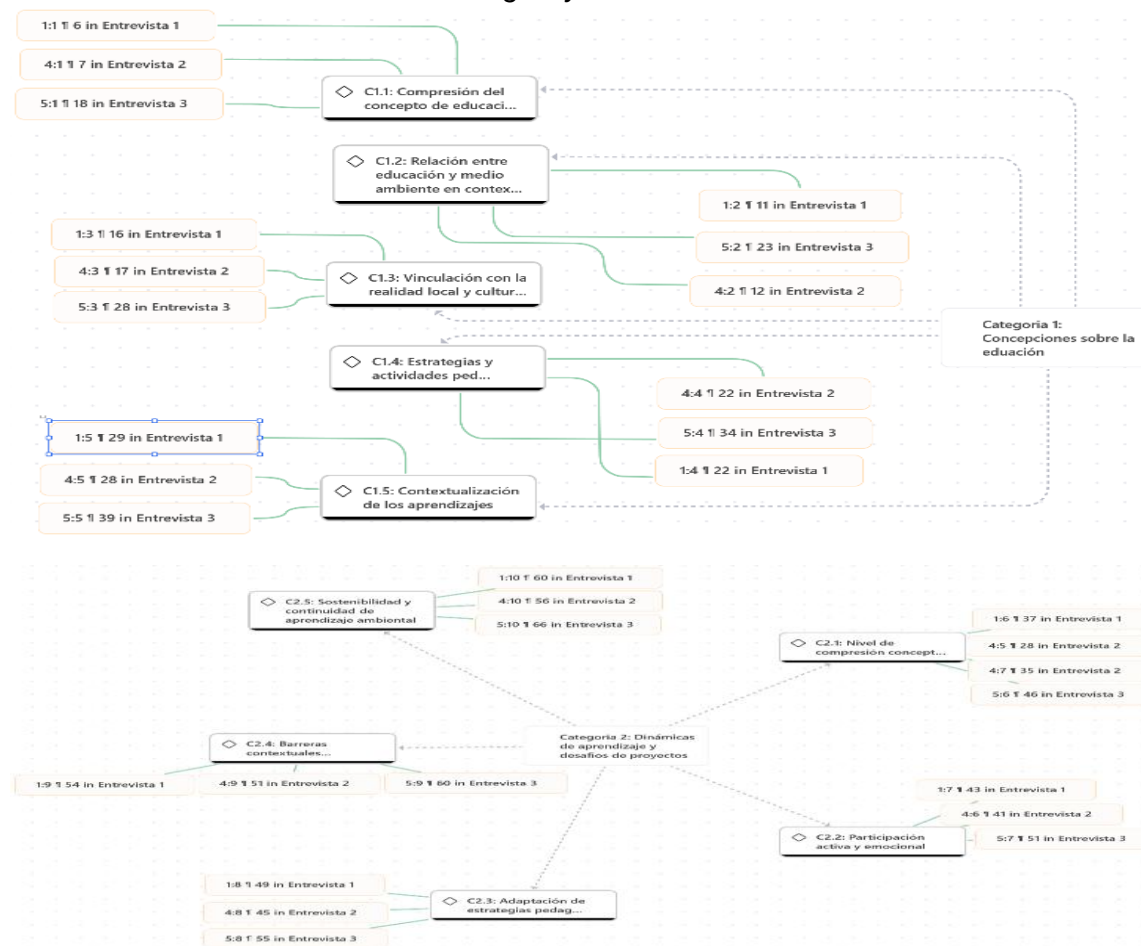 1:1 ¶ 6 in Entrevista 1
4:1 ¶ 7 in Entrevista 2
5:1 ¶ 18 in Entrevista 3
C1.1: Compresión del
concepto de educaci...
C1.2: Relación entre
educación y medio
ambiente en contex...
1:2 ¶ 11 in Entrevista 1
5:2 ¶ 23 in Entrevista 3
4:2 ¶ 12 in Entrevista 2
1:3 ¶ 16 in Entrevista 1
4:3 ¶ 17 in Entrevista 2
5:3 ¶ 28 in Entrevista 3
C1.3: Vinculación con la
realidad local y cultur...
Categoria 1:
Concepciones sobre la
eduación
C1.4: Estrategias y
actividades ped...
4:4 ¶ 22 in Entrevista 2
5:4 ¶ 34 in Entrevista 3
1:4 ¶ 22 in Entrevista 1
1:5 ¶ 29 in Entrevista 1
4:5 ¶ 28 in Entrevista 2
5:5 ¶ 39 in Entrevista 3
C1.5: Contextualización
de los aprendizajes
C2.5: Sostenibilidad y
continuidad de
aprendizaje ambiental
1:10 ¶ 60 in Entrevista 1
4:10 ¶ 56 in Entrevista 2
5:10 ¶ 66 in Entrevista 3
C2.1: Nivel de
compresión concept...
1:6 ¶ 37 in Entrevista 1
4:5 ¶ 28 in Entrevista 2
4:7 ¶ 35 in Entrevista 2
5:6 ¶ 46 in Entrevista 3
Categoria 2: Dinámicas
de aprendizaje y
desafios de proyectos
C2.4: Barreras
contextuales...
1:9 ¶ 54 in Entrevista 1
4:9 ¶ 51 in Entrevista 2
5:9 ¶ 60 in Entrevista 3
1:7 ¶ 43 in Entrevista 1
4:6 ¶ 41 in Entrevista 2
5:7 ¶ 51 in Entrevista 3
C2.2: Participación
activa y emocional
1:8 ¶ 49 in Entrevista 1
4:8 ¶ 45 in Entrevista 2
5:8 ¶ 55 in Entrevista 3
C2.3: Adaptación de
estrategias pedag...